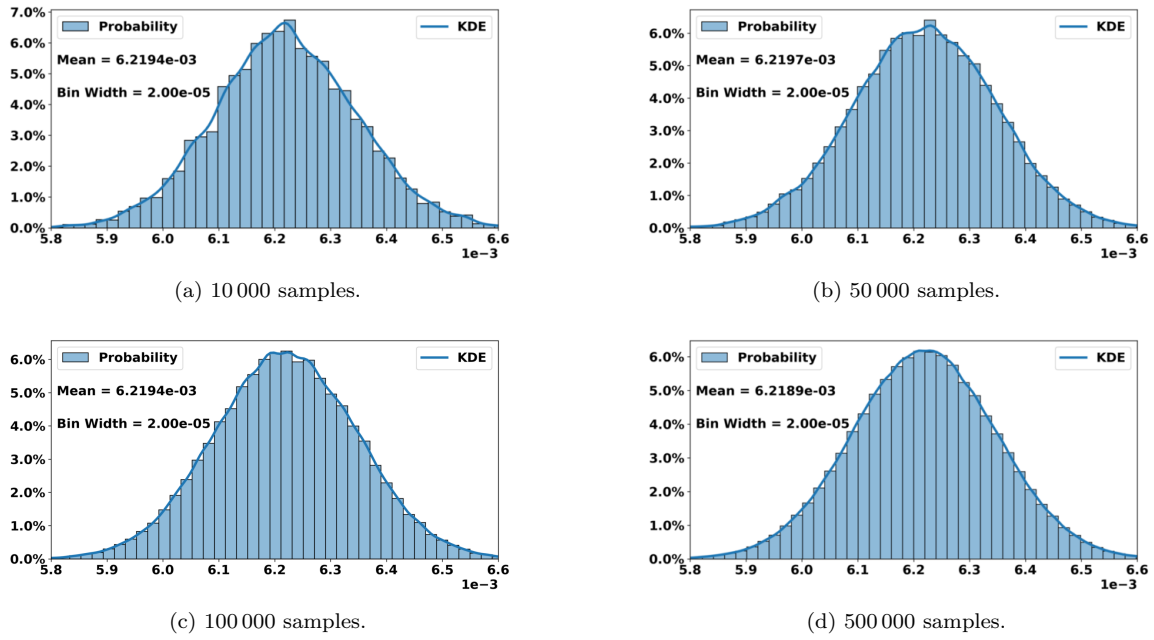 7.0%
6.0%
5.0%
4.0%
3.0%
2.0%
1.0%
0.0%
Probability
KDE
Mean = 6.2194e-03
Bin Width = 2.00e-05
5.8 5.9 6.0 6.1 6.2 6.3 6.4 6.5 6.6
1e−3
(a) 10 000 samples.
6.0%
5.0%
4.0%
3.0%
2.0%
1.0%
0.0%
Probability
KDE
Mean = 6.2197e-03
Bin Width = 2.00e-05
5.8 5.9 6.0 6.1 6.2 6.3 6.4 6.5 6.6
1e−3
(b) 50 000 samples.
6.0%
5.0%
4.0%
3.0%
2.0%
1.0%
0.0%
Probability
KDE
Mean = 6.2194e-03
Bin Width = 2.00e-05
5.8 5.9 6.0 6.1 6.2 6.3 6.4 6.5 6.6
1e−3
(c) 100 000 samples.
6.0%
5.0%
4.0%
3.0%
2.0%
1.0%
0.0%
Probability
KDE
Mean = 6.2189e-03
Bin Width = 2.00e-05
5.8 5.9 6.0 6.1 6.2 6.3 6.4 6.5 6.6
1e−3
(d) 500 000 samples.